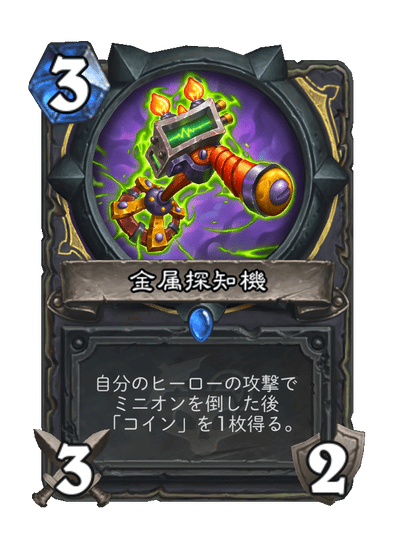 3
金属探知機
自分のヒーローの攻撃で
ミニオンを倒した後
「コイン」を1枚得る。
3
2